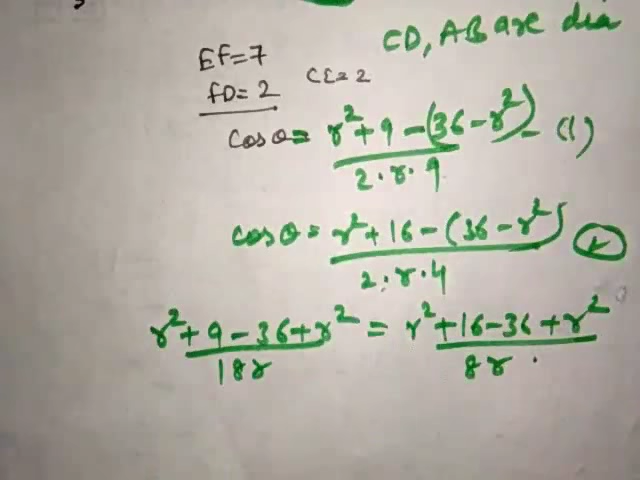 CD, AB are dia
EF=7
FD=2 CE=2
cosθ = r²+9-(36-r²) / 2·r·9 - (1)
cosθ = r²+16-(36-r²) / 2·r·4
r²+9-36+r² / 18r = r²+16-36+r² / 8r .